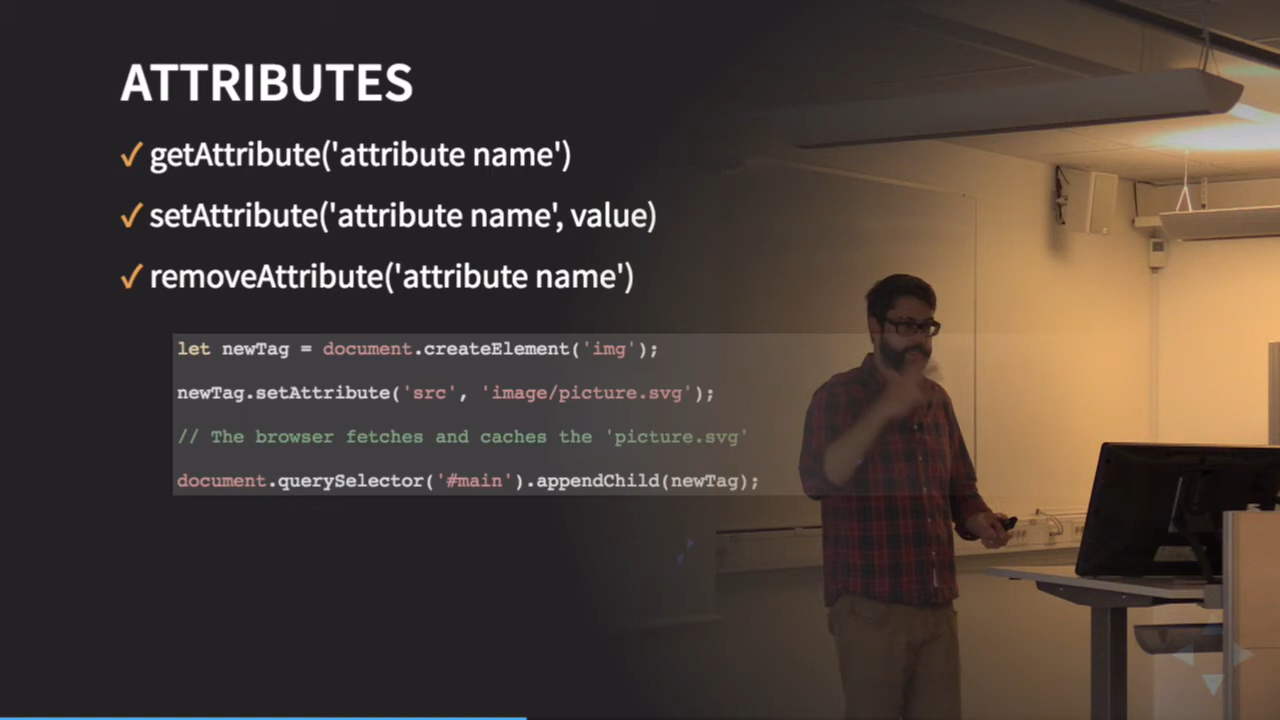 ATTRIBUTES
✓ getAttribute('attribute name')
✓ setAttribute('attribute name', value)
✓ removeAttribute('attribute name')
let newTag = document.createElement('img');
newTag.setAttribute('src', 'image/picture.svg');
// The browser fetches and caches the 'picture.svg'
document.querySelector('#main').appendChild(newTag);